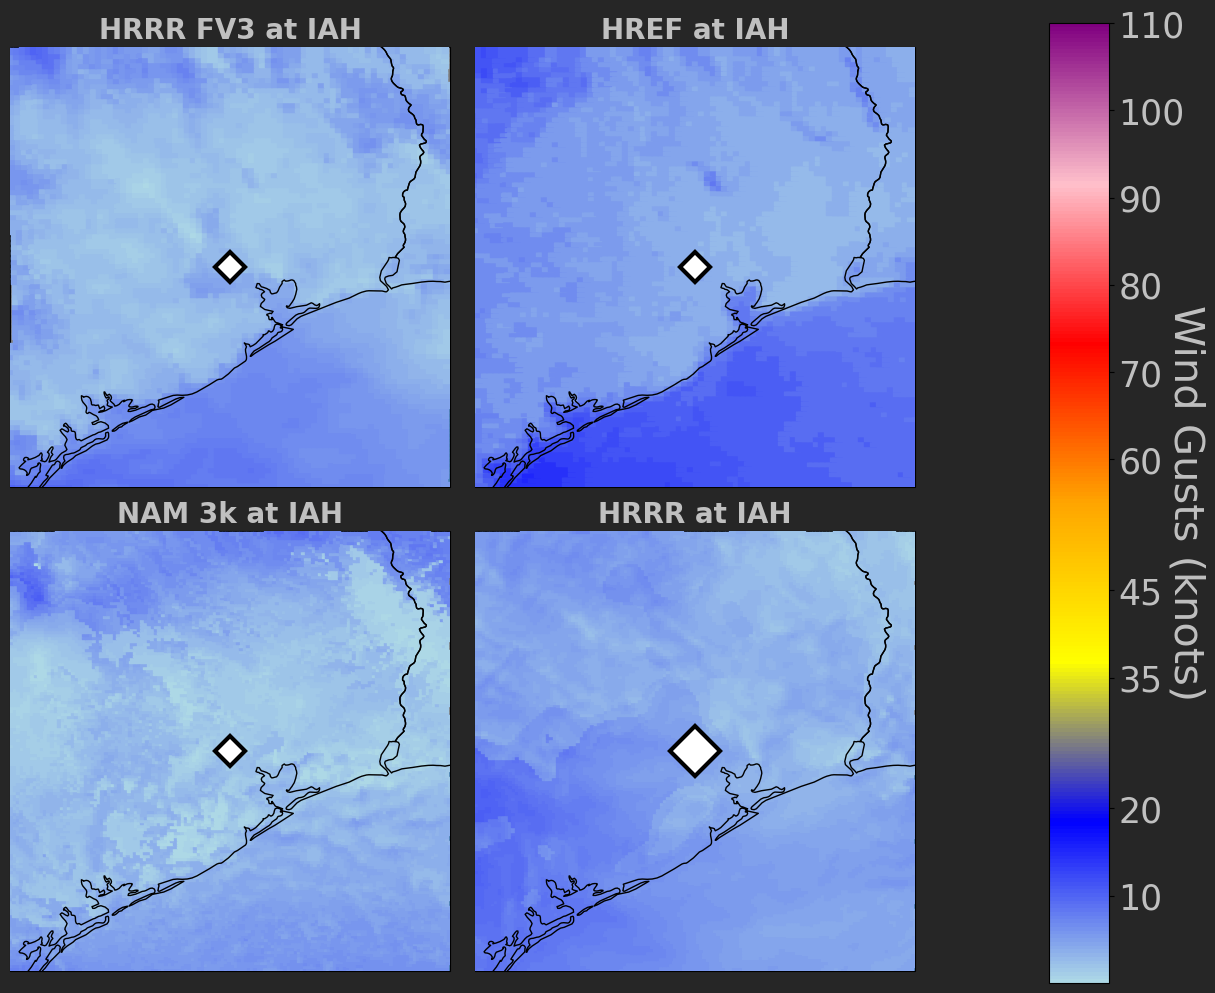 HRRR FV3 at IAH
HREF at IAH
NAM 3k at IAH
HRRR at IAH
110
100
90
80
70
60
45
35
20
10
Wind Gusts (knots)